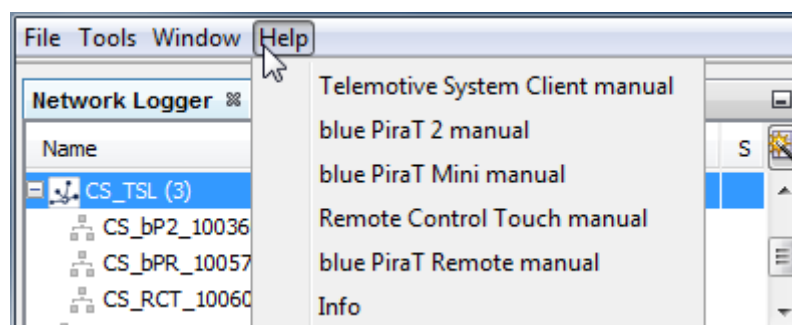 File Tools Window Help
Telemotive System Client manual
Network Logger
blue PiraT 2 manual
Name S
blue PiraT Mini manual
CS_TSL (3)
Remote Control Touch manual
CS_bP2_10036
blue PiraT Remote manual
CS_bPR_10057
Info
CS_RCT_10060